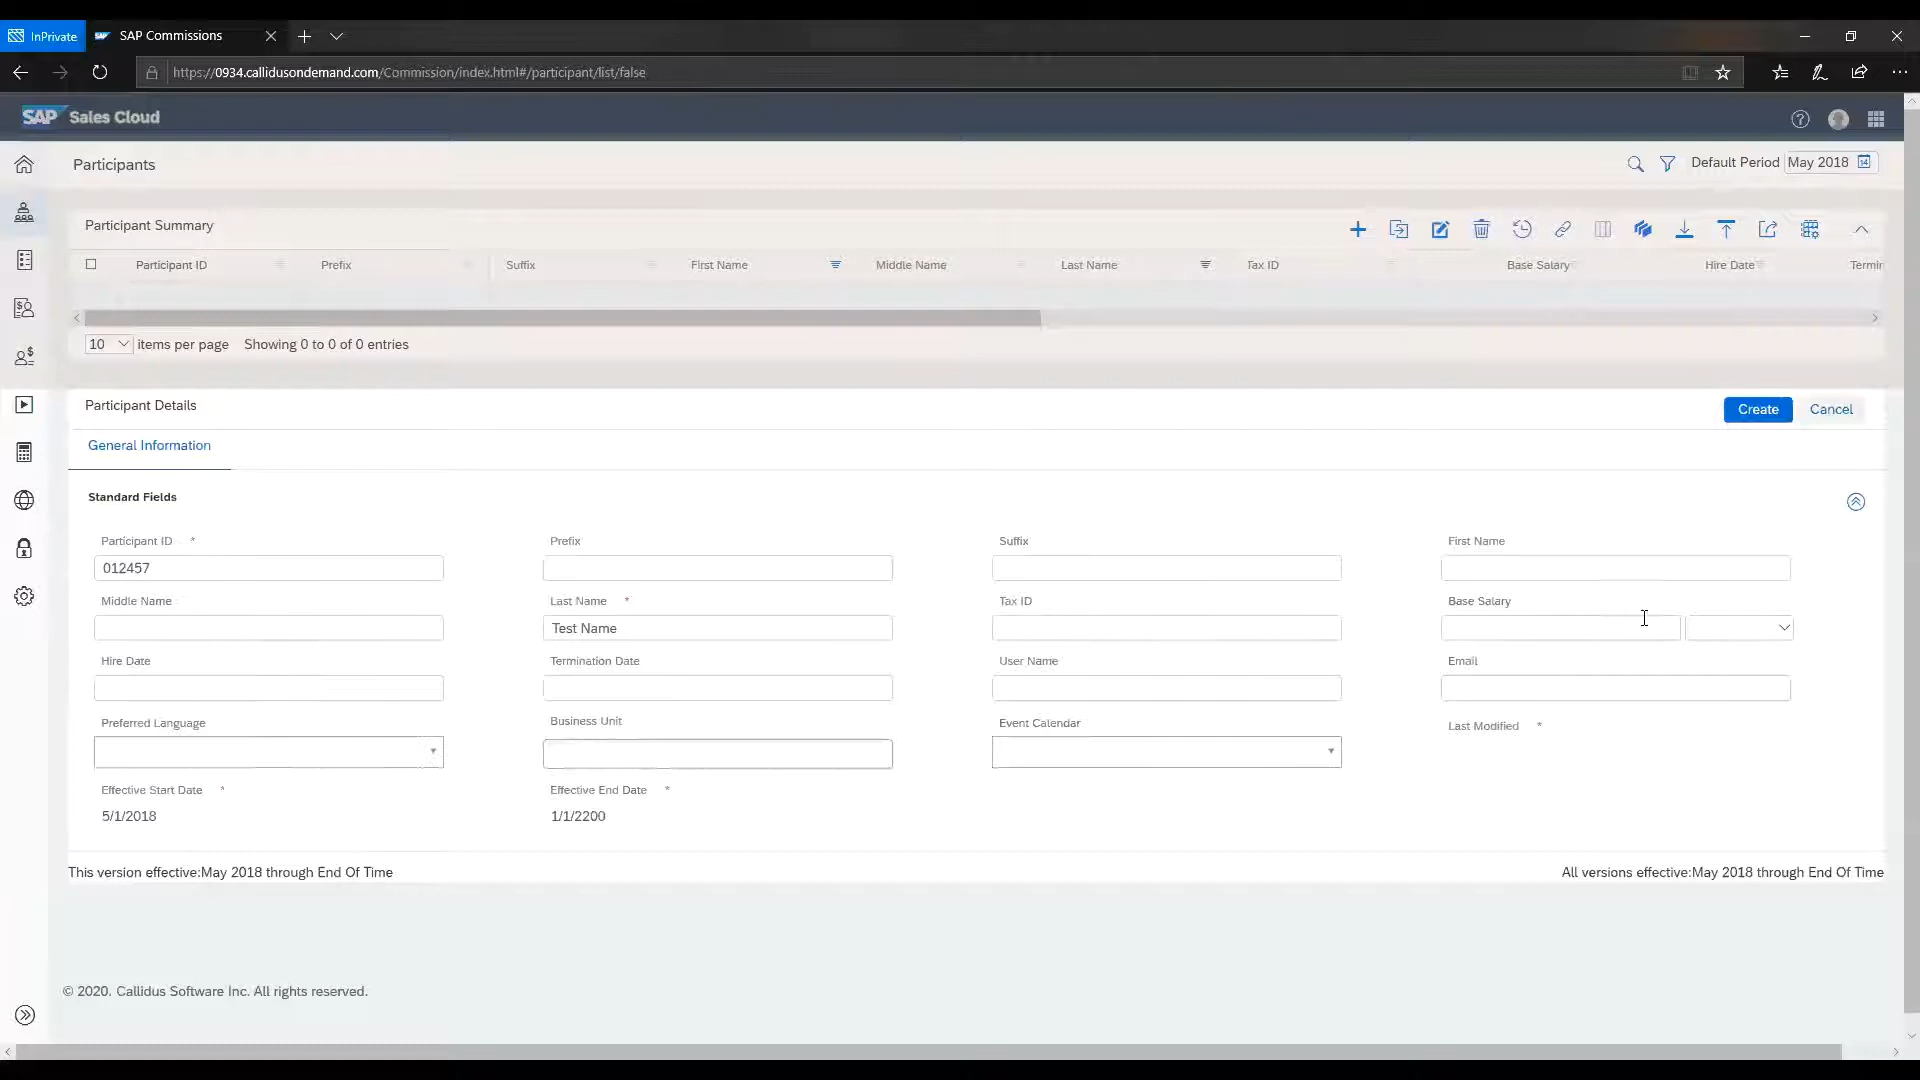 InPrivate SAP Commissions
https://0934.callidusondemand.com/Commission/index.html#/participant/list/false
SAP Sales Cloud
Participants Default Period May 2018
Participant Summary
Participant ID Prefix Suffix First Name Middle Name Last Name Tax ID Base Salary Hire Date Termin
10 items per page Showing 0 to 0 of 0 entries
Participant Details Create Cancel
General Information
Standard Fields
Participant ID * Prefix Suffix First Name
012457
Middle Name Last Name * Tax ID Base Salary
Test Name
Hire Date Termination Date User Name Email
Preferred Language Business Unit Event Calendar Last Modified *
Effective Start Date * Effective End Date *
5/1/2018 1/1/2200
This version effective:May 2018 through End Of Time All versions effective:May 2018 through End Of Time
© 2020. Callidus Software Inc. All rights reserved.